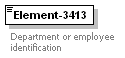 Element-3413
Department or employee
identification